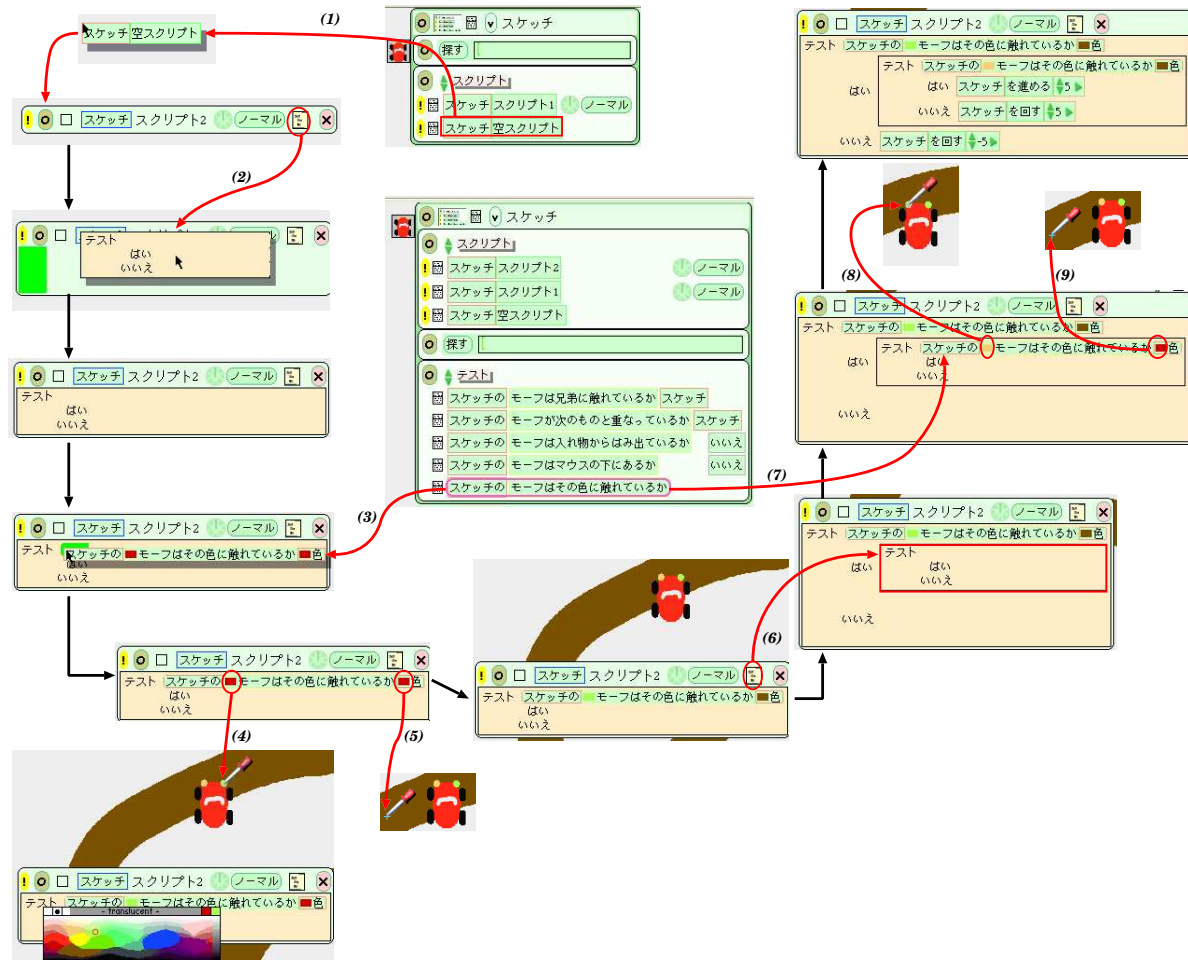 (1)
スケッチ 空スクリプト
スケッチ
探す
スクリプト
! スケッチ スクリプト1 ノーマル
! スケッチ 空スクリプト
! スケッチ スクリプト2 ノーマル
(2)
! スケッチ ノーマル
テスト
はい
いいえ
! スケッチ スクリプト2 ノーマル
テスト
はい
いいえ
スケッチ
スクリプト
! スケッチ スクリプト2 ノーマル
! スケッチ スクリプト1 ノーマル
! スケッチ 空スクリプト
探す
テスト
スケッチの モーフは兄弟に触れているか スケッチ
スケッチの モーフが次のものと重なっているか スケッチ
スケッチの モーフは入れ物からはみ出ているか いいえ
スケッチの モーフはマウスの下にあるか いいえ
スケッチの モーフはその色に触れているか
(3)
! スケッチ スクリプト2 ノーマル
テスト スケッチの モーフはその色に触れているか 色
はい
いいえ
! スケッチ スクリプト2 ノーマル
テスト スケッチの モーフはその色に触れているか 色
はい
いいえ
(4)
(5)
! スケッチ スクリプト2 ノーマル
テスト スケッチの モーフはその色に触れているか 色
- translucent -
! スケッチ スクリプト2 ノーマル
テスト スケッチの モーフはその色に触れているか 色
はい
いいえ
(6)
! スケッチ スクリプト2 ノーマル
テスト スケッチの モーフはその色に触れているか 色
テスト
はい はい
いいえ
いいえ
(7)
! スケッチ スクリプト2 ノーマル
テスト スケッチの モーフはその色に触れているか 色
テスト スケッチの モーフはその色に触れているか 色
はい はい
いいえ
いいえ
(8)
(9)
! スケッチ スクリプト2 ノーマル
テスト スケッチの モーフはその色に触れているか 色
テスト スケッチの モーフはその色に触れているか 色
はい はい スケッチ を進める 5
いいえ スケッチ を回す 5
いいえ スケッチ を回す -5